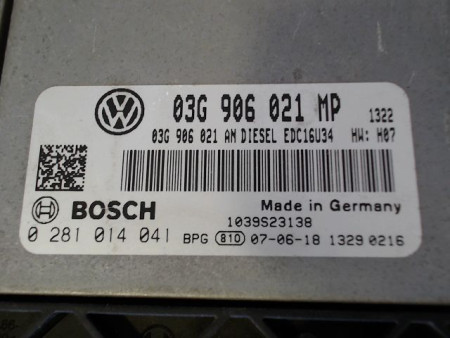 03G 906 021 MP 1322
03G 906 021 AN DIESEL EDC16U34 HW: H07
BOSCH Made in Germany
1039S23138
0 281 014 041 BPG 810 07-06-18 1329 0216